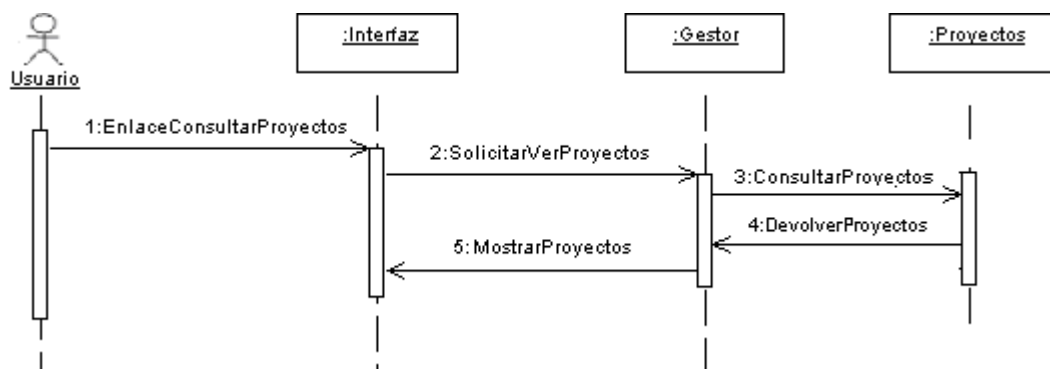 :Interfaz
:Gestor
:Proyectos
Usuario
1:EnlaceConsultarProyectos
2:SolicitarVerProyectos
3:ConsultarProyectos
4:DevolverProyectos
5:MostrarProyectos